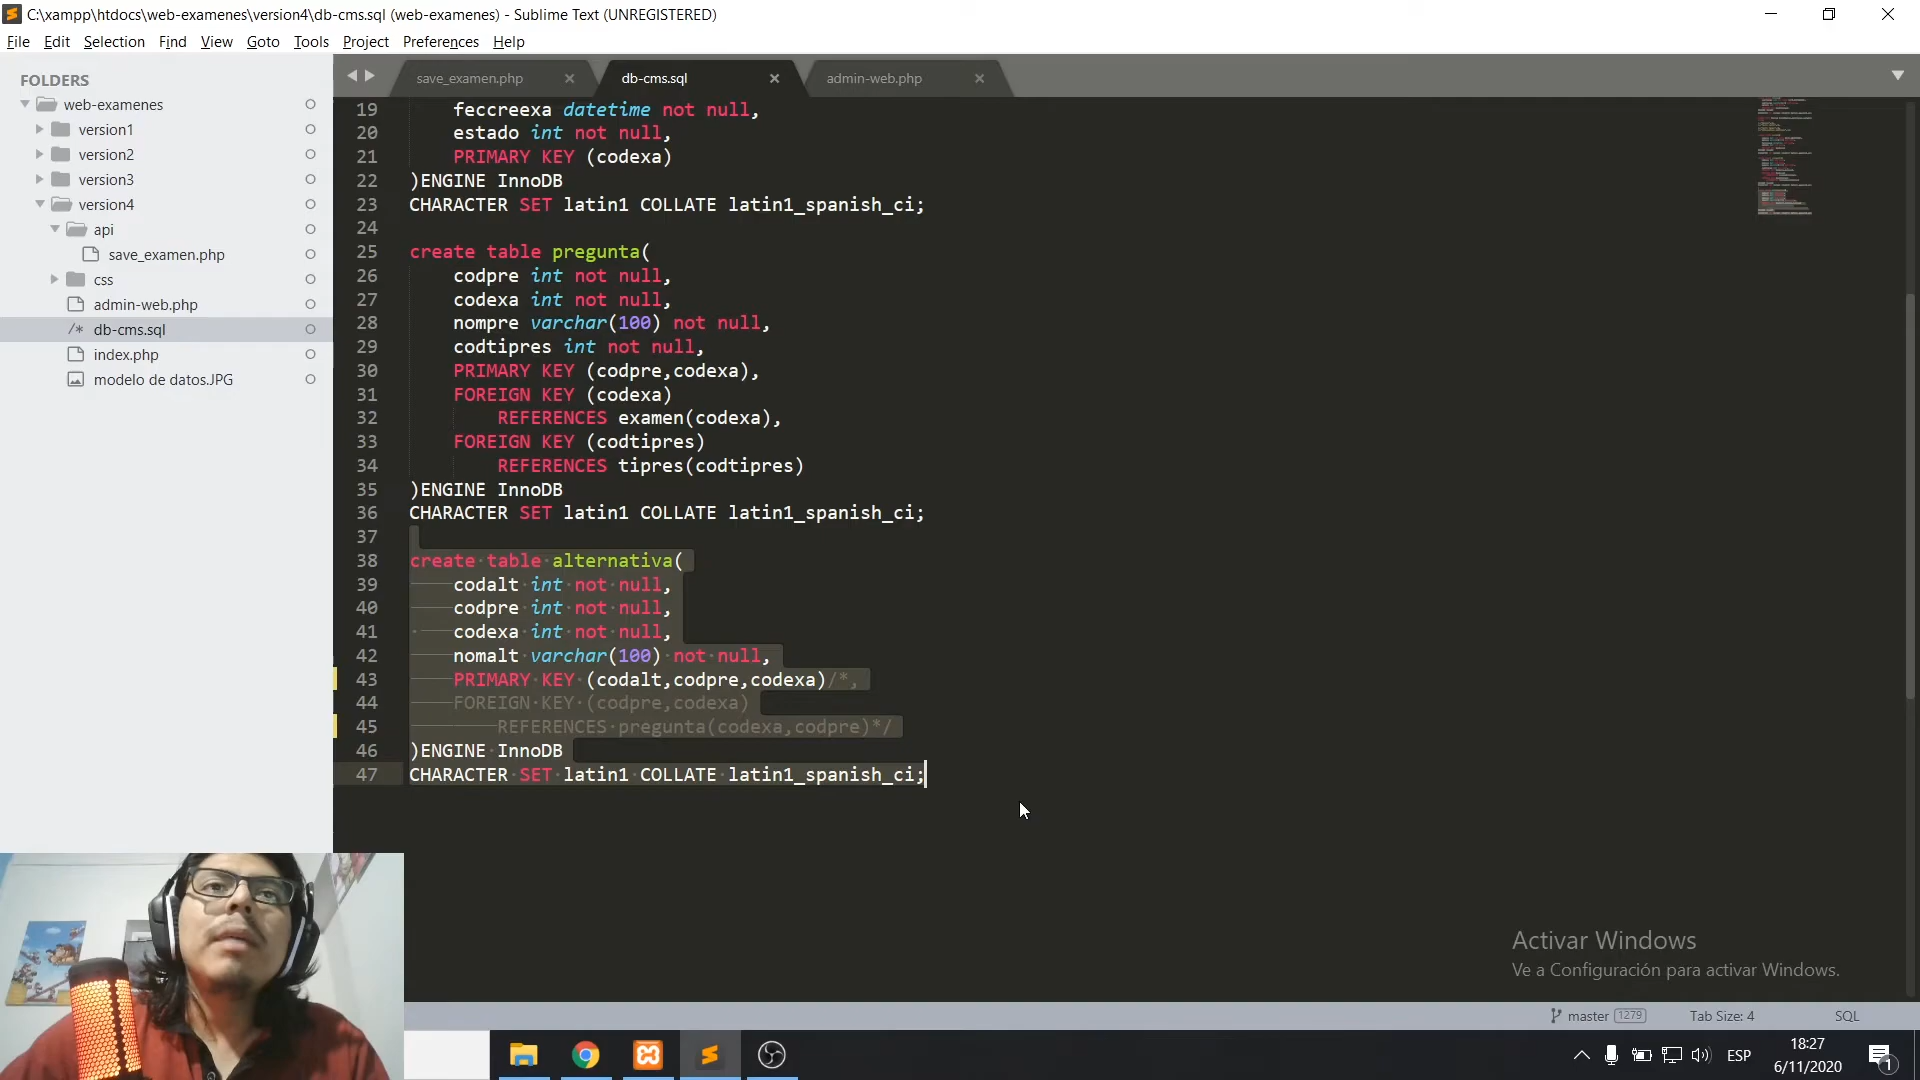 C:\xampp\htdocs\web-examenes\version4\db-cms.sql (web-examenes) - Sublime Text (UNREGISTERED)
File Edit Selection Find View Goto Tools Project Preferences Help
FOLDERS
web-examenes
version1
version2
version3
version4
api
save_examen.php
css
admin-web.php
/* db-cms.sql
index.php
modelo de datos.JPG
save_examen.php
db-cms.sql
admin-web.php
19 feccreexa datetime not null,
20 estado int not null,
21 PRIMARY KEY (codexa)
22 )ENGINE InnoDB
23 CHARACTER SET latin1 COLLATE latin1_spanish_ci;
24
25 create table pregunta(
26 codpre int not null,
27 codexa int not null,
28 nompre varchar(100) not null,
29 codtipres int not null,
30 PRIMARY KEY (codpre,codexa),
31 FOREIGN KEY (codexa)
32 REFERENCES examen(codexa),
33 FOREIGN KEY (codtipres)
34 REFERENCES tipres(codtipres)
35 )ENGINE InnoDB
36 CHARACTER SET latin1 COLLATE latin1_spanish_ci;
37
38 create table alternativa(
39 codalt int not null,
40 codpre int not null,
41 codexa int not null,
42 nomalt varchar(100) not null,
43 PRIMARY KEY (codalt,codpre,codexa)/*,
44 FOREIGN KEY (codpre,codexa)
45 REFERENCES pregunta(codexa,codpre)*/
46 )ENGINE InnoDB
47 CHARACTER SET latin1 COLLATE latin1_spanish_ci;
Activar Windows
Ve a Configuración para activar Windows.
master 1279 Tab Size: 4 SQL
ESP
18:27
6/11/2020
1